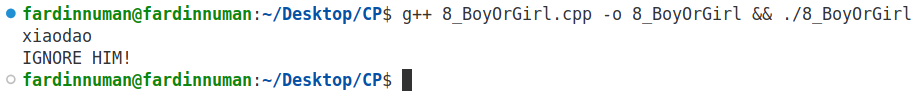 fardinnuman@fardinnuman:~/Desktop/CP$ g++ 8_BoyOrGirl.cpp -o 8_BoyOrGirl && ./8_BoyOrGirl
xiaodao
IGNORE HIM!
fardinnuman@fardinnuman:~/Desktop/CP$